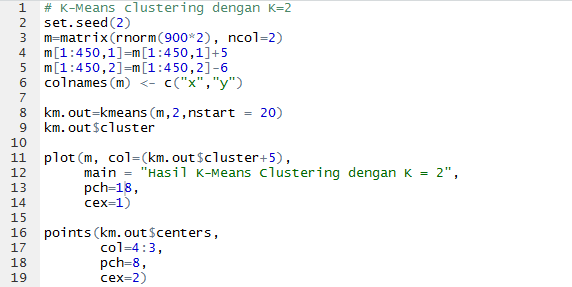 1 # K-Means clustering dengan K=2
2 set.seed(2)
3 m=matrix(rnorm(900*2), ncol=2)
4 m[1:450,1]=m[1:450,1]+5
5 m[1:450,2]=m[1:450,2]-6
6 colnames(m) <- c("x","y")
7
8 km.out=kmeans(m,2,nstart = 20)
9 km.out$cluster
10
11 plot(m, col=(km.out$cluster+5),
12 main = "Hasil K-Means Clustering dengan K = 2",
13 pch=18,
14 cex=1)
15
16 points(km.out$centers,
17 col=4:3,
18 pch=8,
19 cex=2)